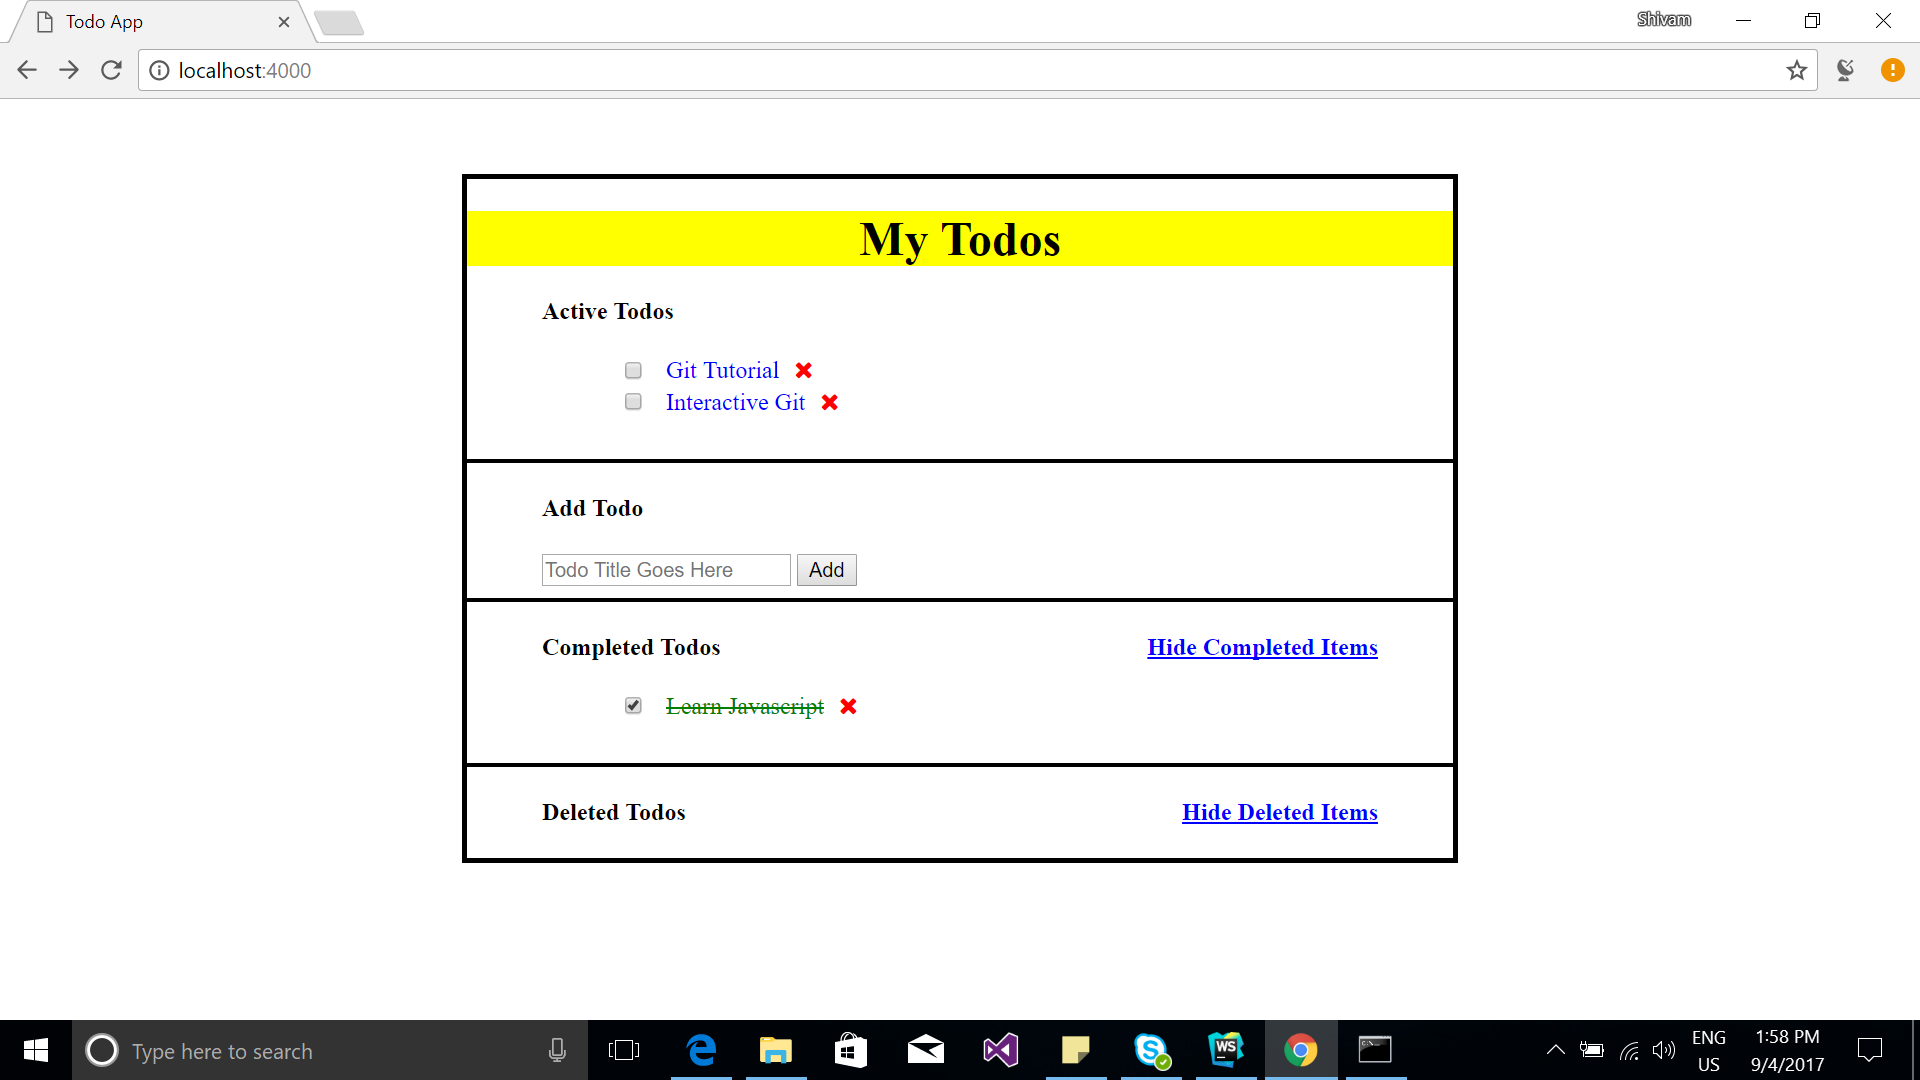 Todo App
Shivam
localhost:4000
My Todos
Active Todos
Git Tutorial
Interactive Git
Add Todo
Todo Title Goes Here Add
Completed Todos Hide Completed Items
Learn Javascript
Deleted Todos Hide Deleted Items
Type here to search
WS
ENG
US
1:58 PM
9/4/2017